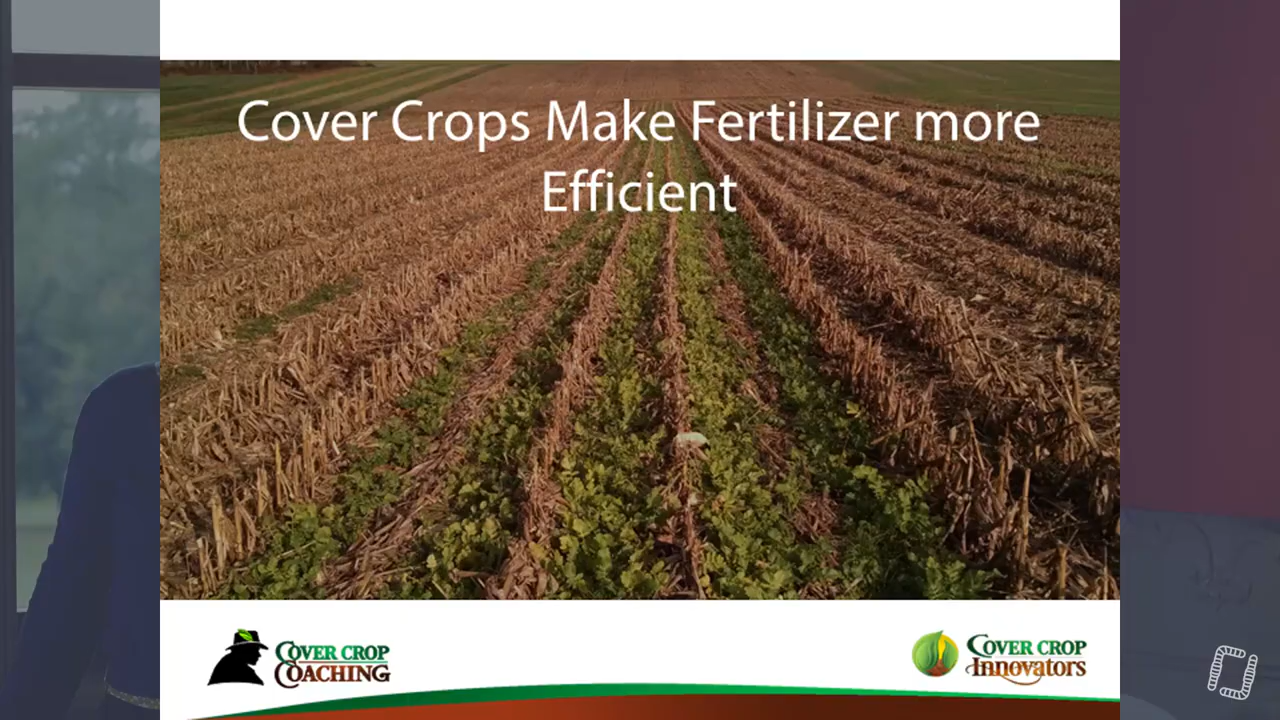 Cover Crops Make Fertilizer more
Efficient
COVER CROP
COACHING
COVER CROP
Innovators